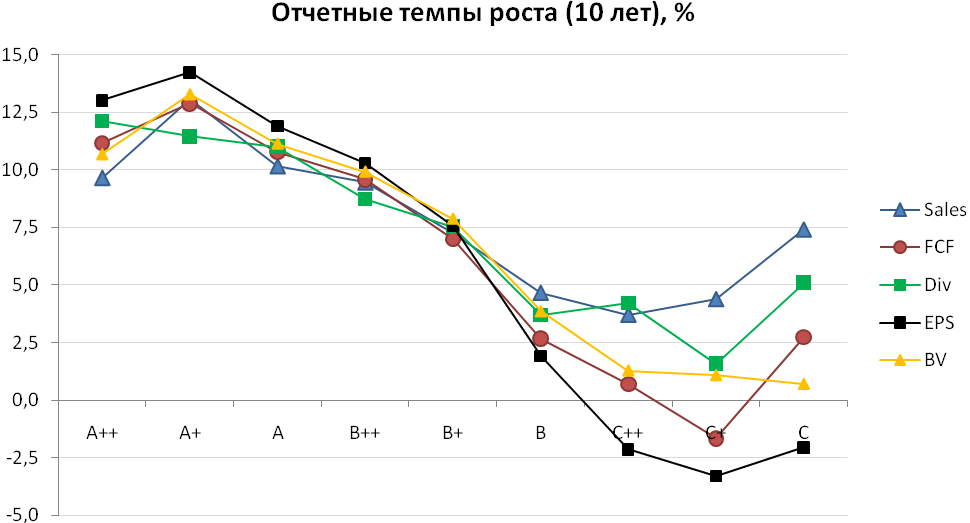 Отчетные темпы роста (10 лет), %
15,0
12,5
10,0
7,5
5,0
2,5
0,0
-2,5
-5,0
A++ A+ A B++ B+ B C++ C+ C
Sales
FCF
Div
EPS
BV